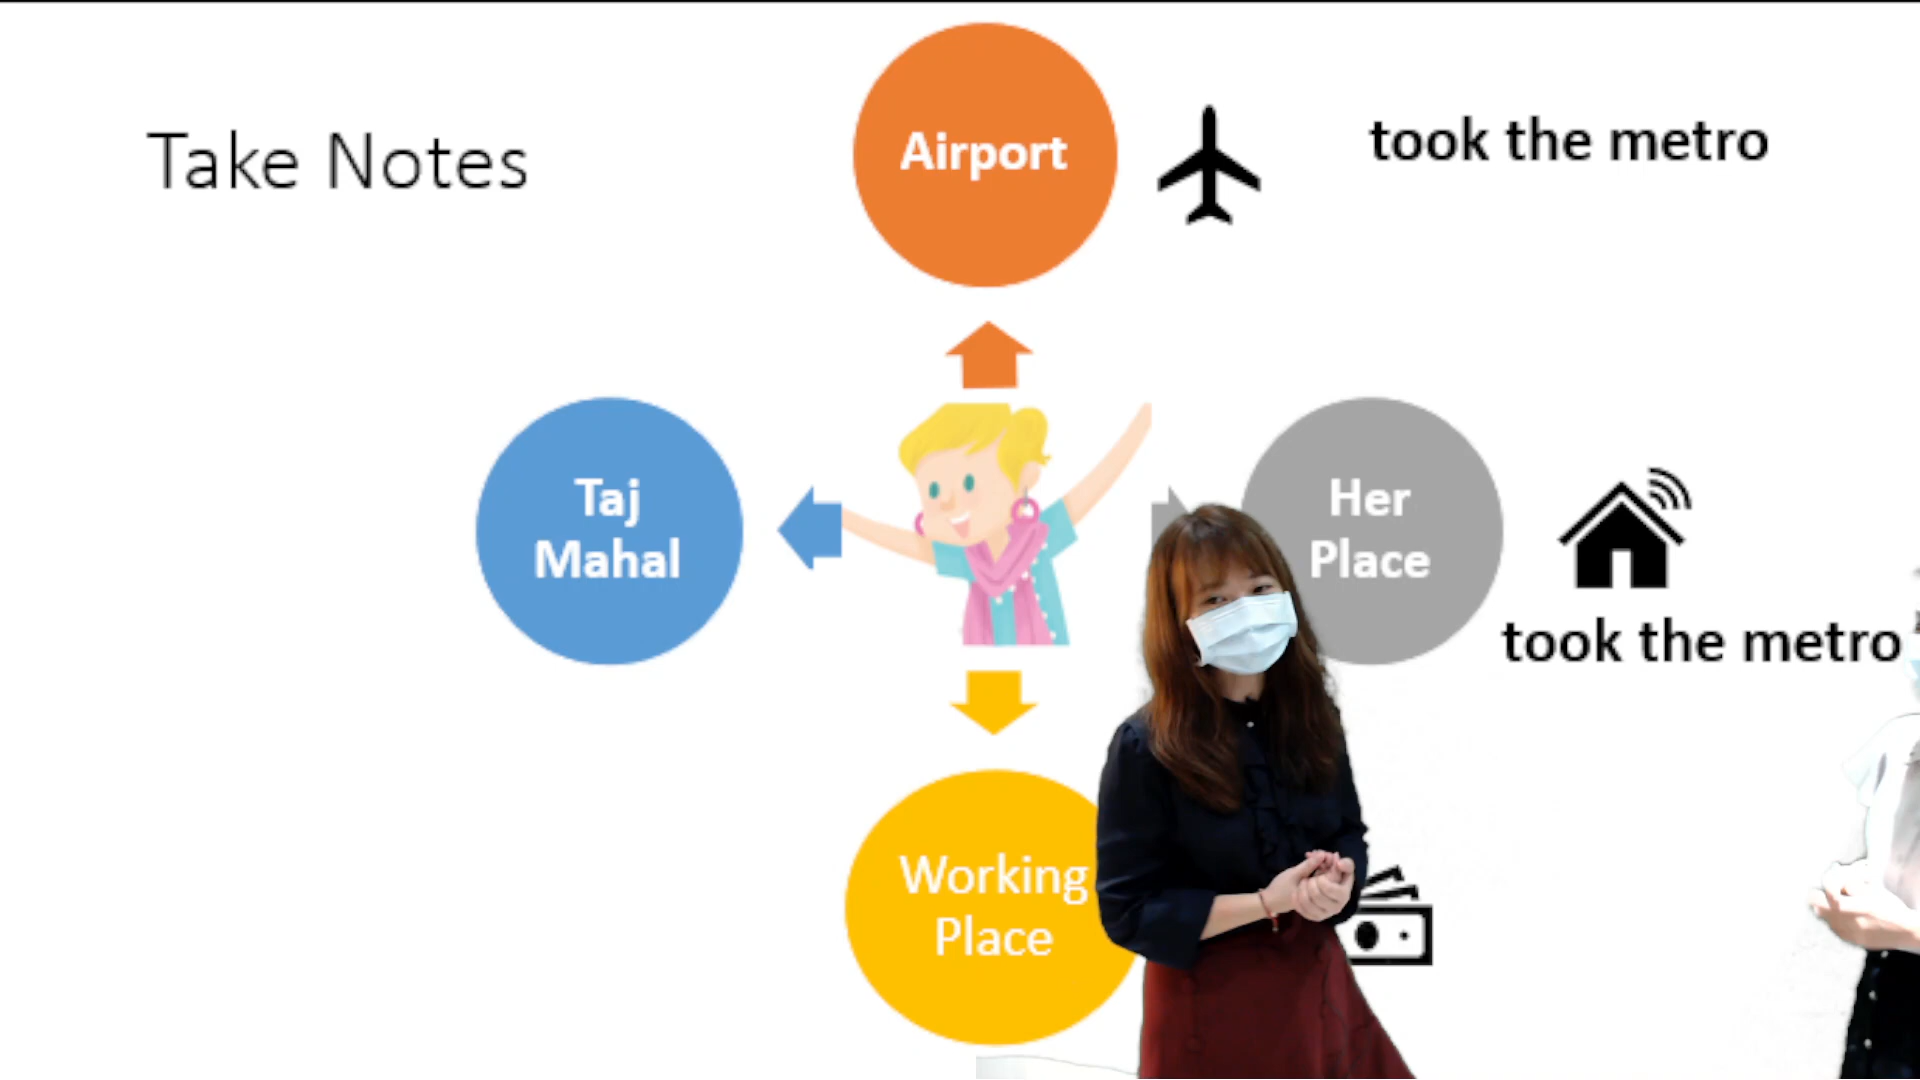 Take Notes
Airport
took the metro
Taj
Mahal
Her
Place
took the metro
Working
Place